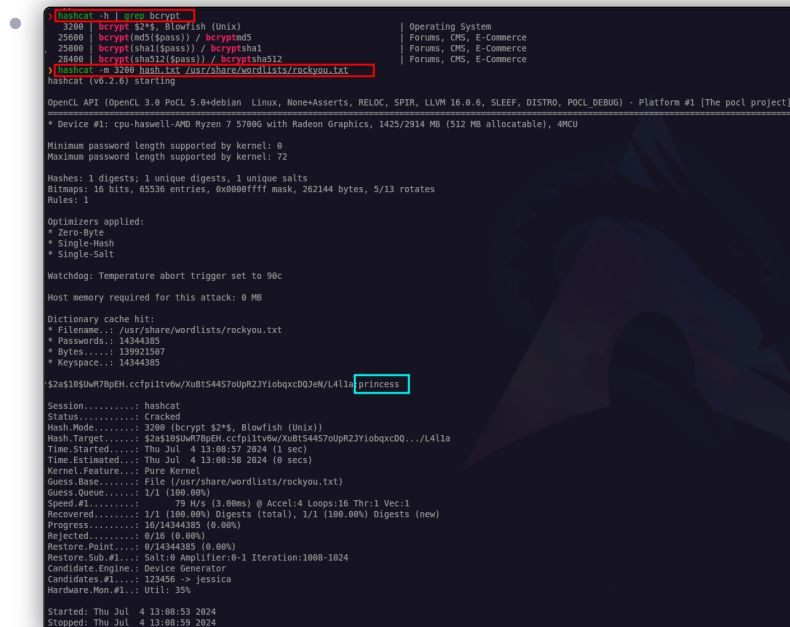 ❯ hashcat -h | grep bcrypt
3200 | bcrypt $2*$, Blowfish (Unix) | Operating System
25600 | bcrypt(md5($pass)) / bcryptmd5 | Forums, CMS, E-Commerce
25800 | bcrypt(sha1($pass)) / bcryptsha1 | Forums, CMS, E-Commerce
28400 | bcrypt(sha512($pass)) / bcryptsha512 | Forums, CMS, E-Commerce
❯ hashcat -m 3200 hash.txt /usr/share/wordlists/rockyou.txt
hashcat (v6.2.6) starting
OpenCL API (OpenCL 3.0 PoCL 5.0+debian  Linux, None+Asserts, RELOC, SPIR, LLVM 16.0.6, SLEEF, DISTRO, POCL_DEBUG) - Platform #1 [The pocl project]
================================================================================
* Device #1: cpu-haswell-AMD Ryzen 7 5700G with Radeon Graphics, 1425/2914 MB (512 MB allocatable), 4MCU
Minimum password length supported by kernel: 0
Maximum password length supported by kernel: 72
Hashes: 1 digests; 1 unique digests, 1 unique salts
Bitmaps: 16 bits, 65536 entries, 0x0000ffff mask, 262144 bytes, 5/13 rotates
Rules: 1
Optimizers applied:
* Zero-Byte
* Single-Hash
* Single-Salt
Watchdog: Temperature abort trigger set to 90c
Host memory required for this attack: 0 MB
Dictionary cache hit:
* Filename..: /usr/share/wordlists/rockyou.txt
* Passwords.: 14344385
* Bytes.....: 139921507
* Keyspace..: 14344385
$2a$10$UwR7BpEH.ccfpi1tv6w/XuBtS44S7oUpR2JYiobqxcDQJeN/L4l1a:princess
Session..........: hashcat
Status...........: Cracked
Hash.Mode........: 3200 (bcrypt $2*$, Blowfish (Unix))
Hash.Target......: $2a$10$UwR7BpEH.ccfpi1tv6w/XuBtS44S7oUpR2JYiobqxcDQ.../L4l1a
Time.Started.....: Thu Jul  4 13:08:57 2024 (1 sec)
Time.Estimated...: Thu Jul  4 13:08:58 2024 (0 secs)
Kernel.Feature...: Pure Kernel
Guess.Base.......: File (/usr/share/wordlists/rockyou.txt)
Guess.Queue......: 1/1 (100.00%)
Speed.#1.........:       79 H/s (3.00ms) @ Accel:4 Loops:16 Thr:1 Vec:1
Recovered........: 1/1 (100.00%) Digests (total), 1/1 (100.00%) Digests (new)
Progress.........: 16/14344385 (0.00%)
Rejected.........: 0/16 (0.00%)
Restore.Point....: 0/14344385 (0.00%)
Restore.Sub.#1...: Salt:0 Amplifier:0-1 Iteration:1008-1024
Candidate.Engine.: Device Generator
Candidates.#1....: 123456 -> jessica
Hardware.Mon.#1..: Util: 35%
Started: Thu Jul  4 13:08:53 2024
Stopped: Thu Jul  4 13:08:59 2024